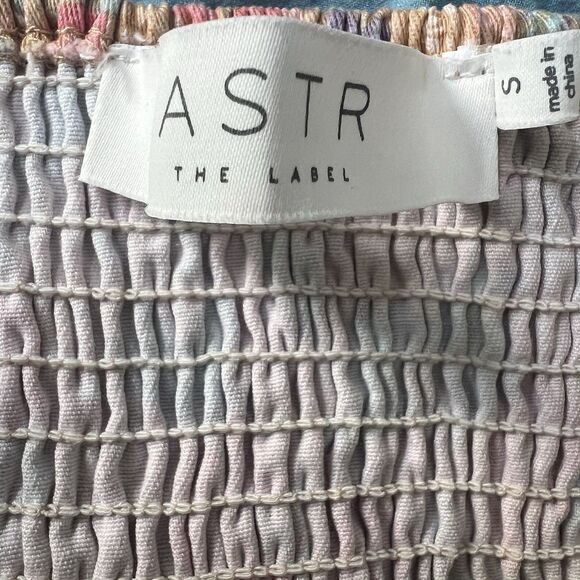 ASTR
THE LABEL
S
made in
china